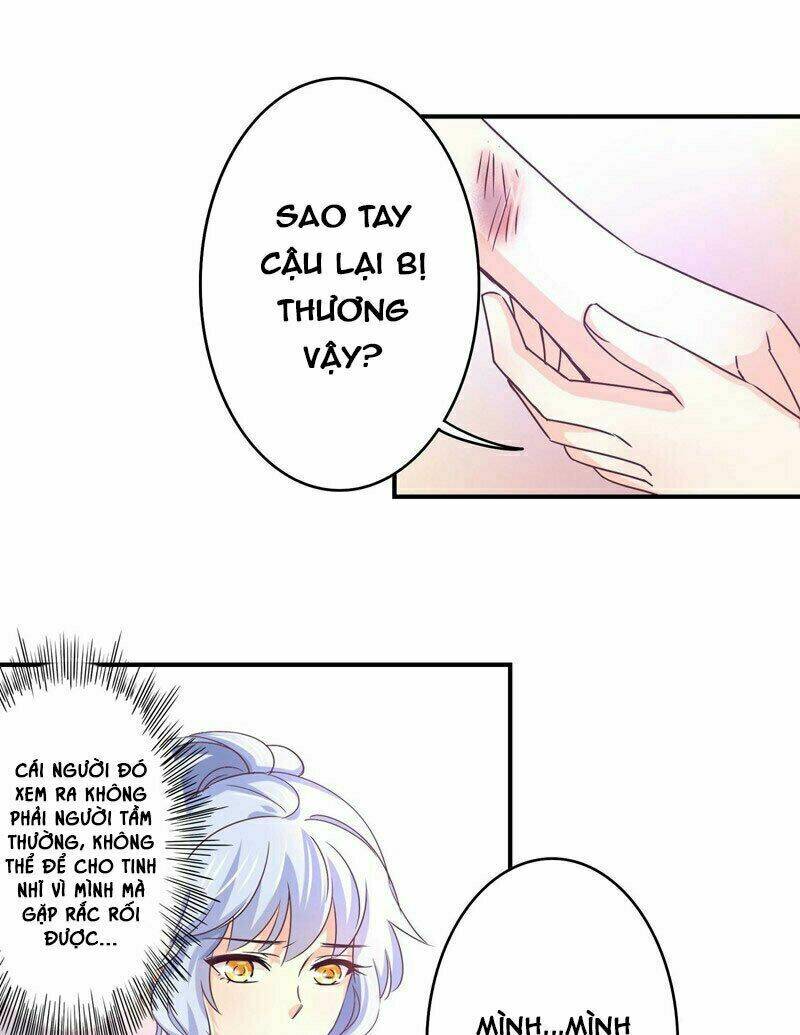 SAO TAY
CẬU LẠI BỊ
THƯƠNG
VẬY?
CÁI NGƯỜI ĐÓ
XEM RA KHÔNG
PHẢI NGƯỜI TẦM
THƯỜNG, KHÔNG
THỂ ĐỂ CHO TINH
NHĨ VÌ MÌNH MÀ
GẶP RẮC RỐI
ĐƯỢC...
MÌNH...MÌNH